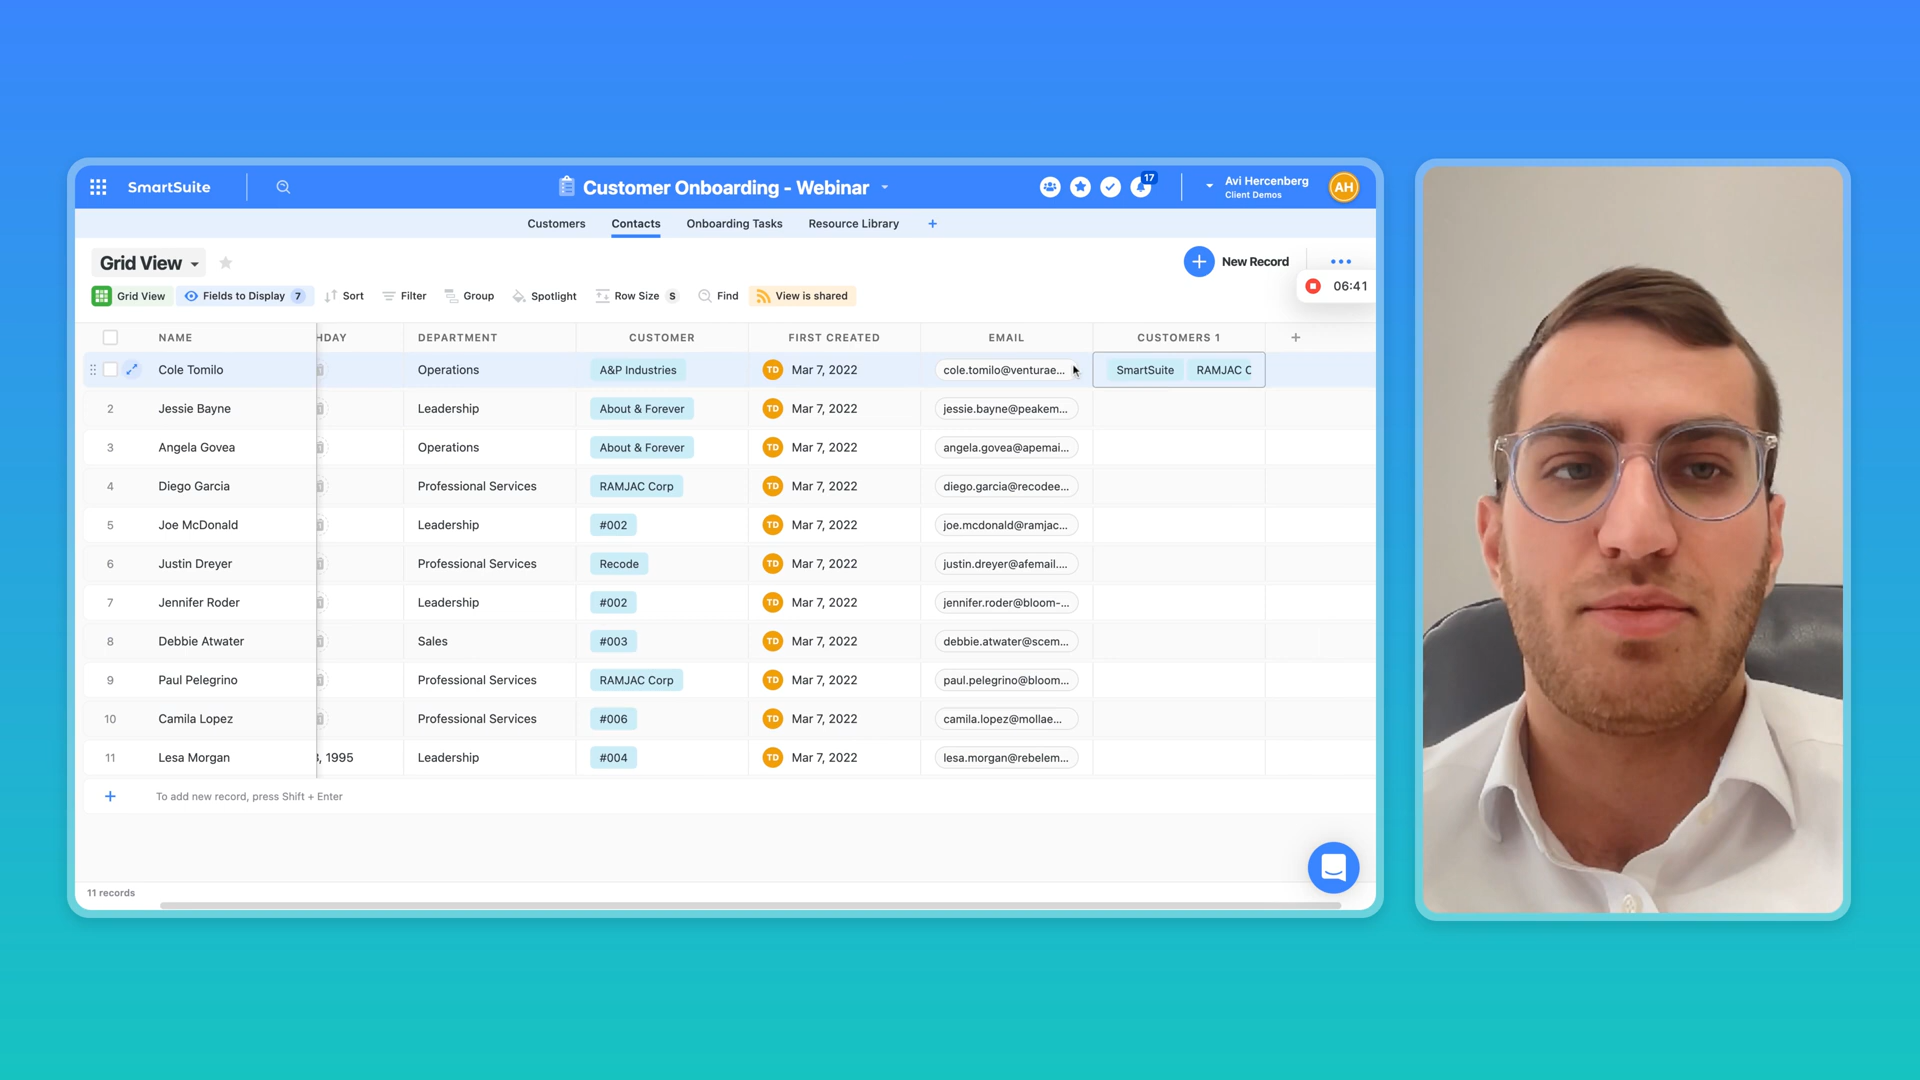 SmartSuite
Customer Onboarding - Webinar
17
Avi Hercenberg
Client Demos
AH
Customers Contacts Onboarding Tasks Resource Library
Grid View
New Record
Grid View Fields to Display 7 Sort Filter Group Spotlight Row Size S Find View is shared
06:41
NAME HDAY DEPARTMENT CUSTOMER FIRST CREATED EMAIL CUSTOMERS 1
Cole Tomilo Operations A&P Industries TD Mar 7, 2022 cole.tomilo@venturae... SmartSuite RAMJAC C
2 Jessie Bayne Leadership About & Forever TD Mar 7, 2022 jessie.bayne@peakem...
3 Angela Govea Operations About & Forever TD Mar 7, 2022 angela.govea@apemai...
4 Diego Garcia Professional Services RAMJAC Corp TD Mar 7, 2022 diego.garcia@recodee...
5 Joe McDonald Leadership #002 TD Mar 7, 2022 joe.mcdonald@ramjac...
6 Justin Dreyer Professional Services Recode TD Mar 7, 2022 justin.dreyer@afemail....
7 Jennifer Roder Leadership #002 TD Mar 7, 2022 jennifer.roder@bloom-...
8 Debbie Atwater Sales #003 TD Mar 7, 2022 debbie.atwater@scem...
9 Paul Pelegrino Professional Services RAMJAC Corp TD Mar 7, 2022 paul.pelegrino@bloom...
10 Camila Lopez Professional Services #006 TD Mar 7, 2022 camila.lopez@mollae...
11 Lesa Morgan , 1995 Leadership #004 TD Mar 7, 2022 lesa.morgan@rebelem...
To add new record, press Shift + Enter
11 records